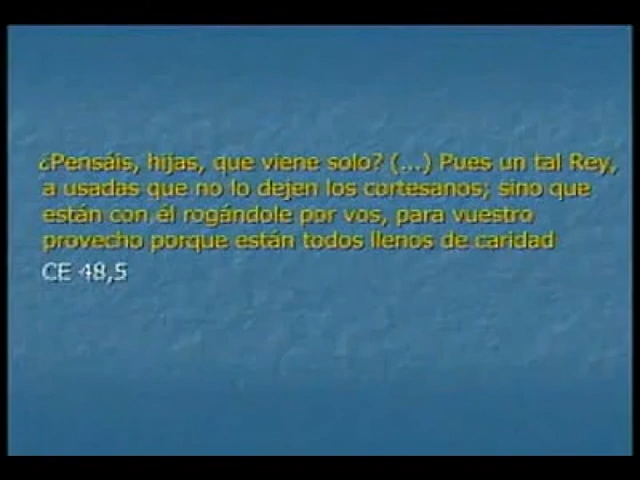 ¿Pensáis, hijas, que viene solo? (...) Pues un tal Rey,
a usadas que no lo dejen los cortesanos; sino que
están con él rogándole por vos, para vuestro
provecho porque están todos llenos de caridad
CE 48,5